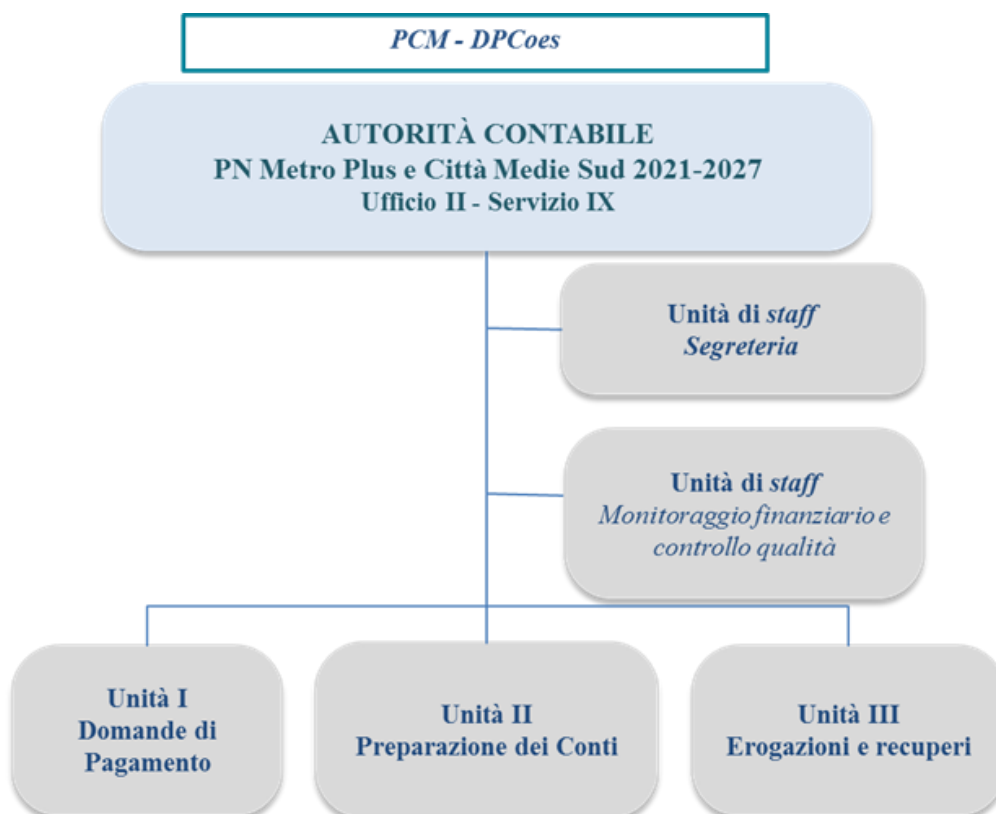 PCM - DPCoes
AUTORITÀ CONTABILE
PN Metro Plus e Città Medie Sud 2021-2027
Ufficio II - Servizio IX
Unità di staff
Segreteria
Unità di staff
Monitoraggio finanziario e
controllo qualità
Unità I
Domande di
Pagamento
Unità II
Preparazione dei Conti
Unità III
Erogazioni e recuperi